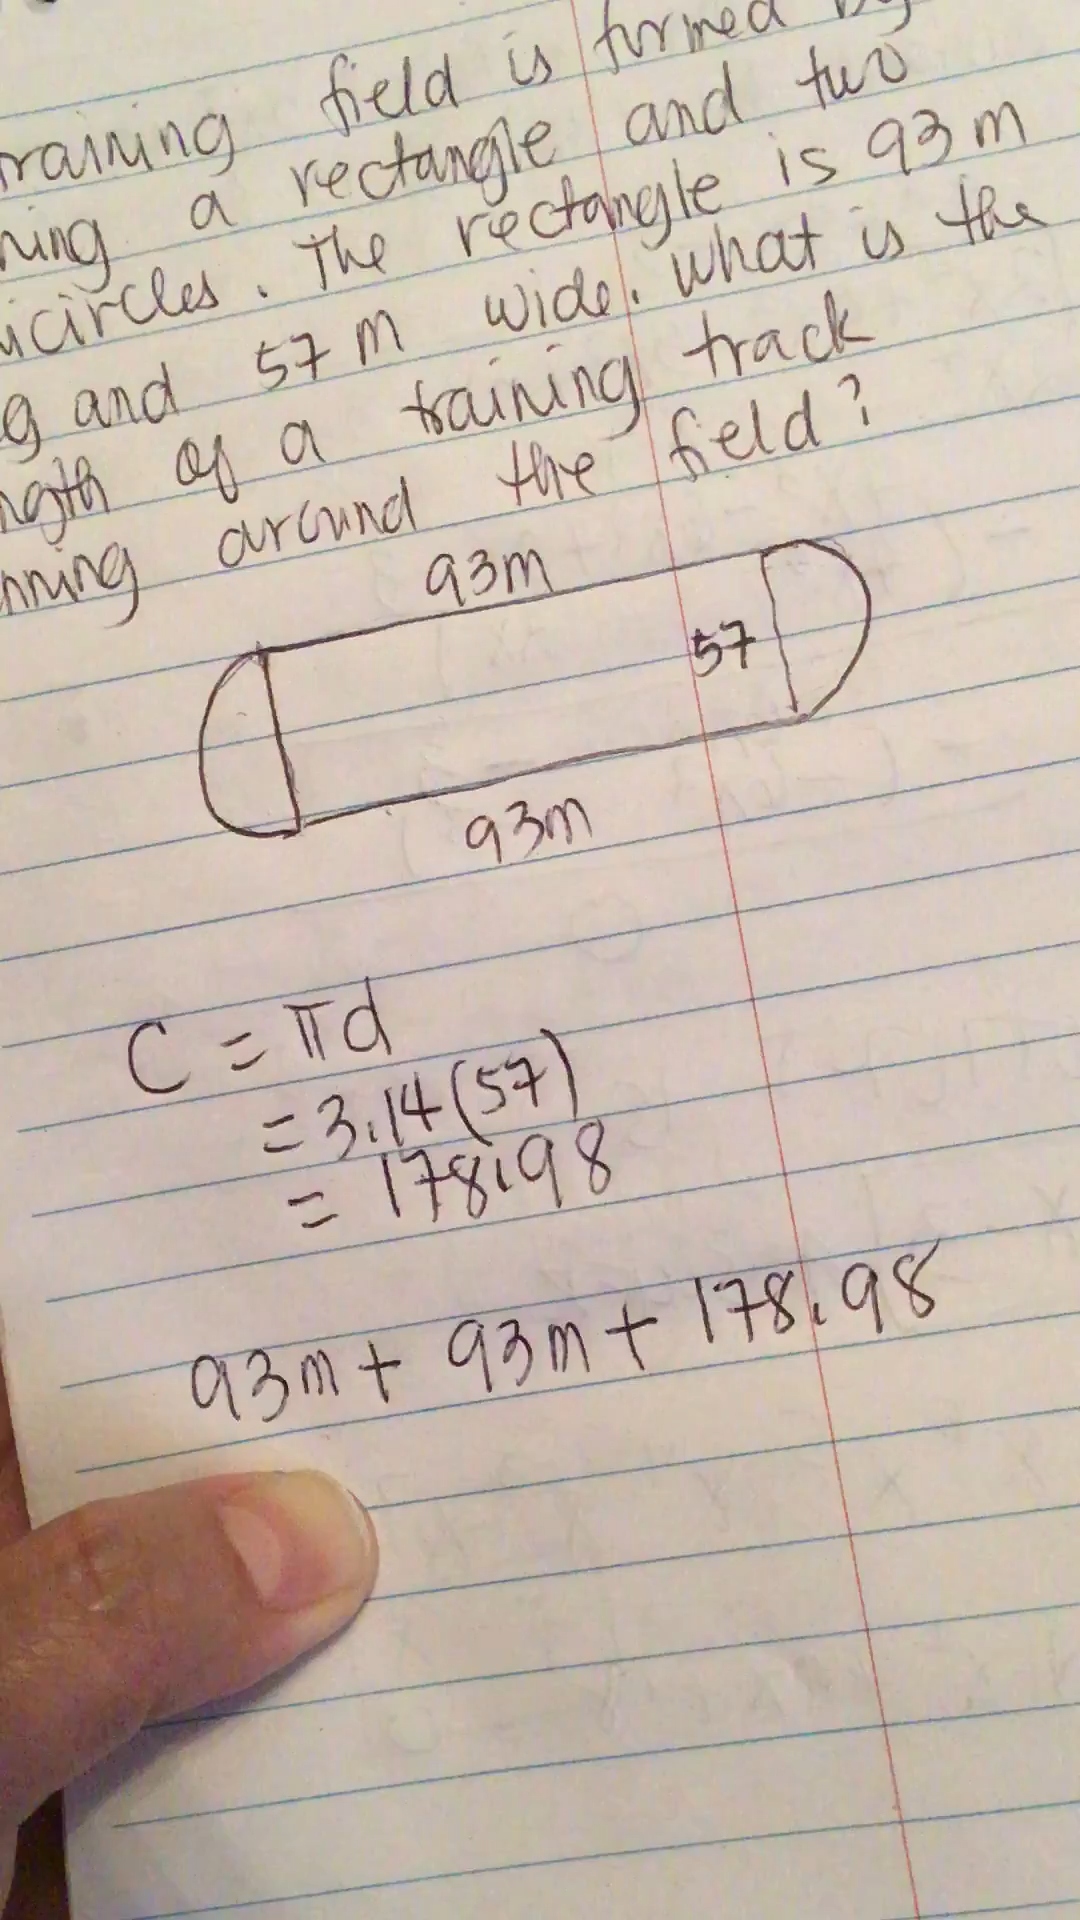 field is formed
raining a rectangle and two
ning
icircles. The rectangle is 93 m
g and 57 m wide. what is the
ngth of a training track
nning around the field?
93m
57
93m
C = πd
= 3.14(57)
= 178.98
93m + 93m + 178.98